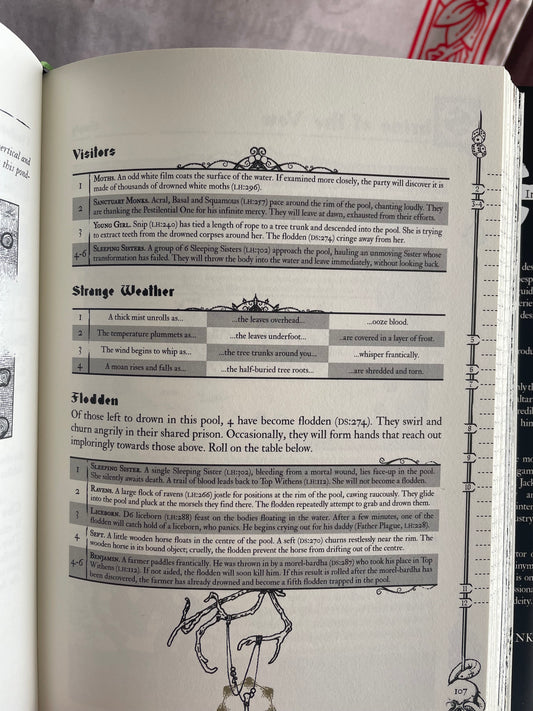 ertical and
this pond-
Visitors
1 Moths. An odd white film coats the surface of the water. If examined more closely, the party will discover it is
made of thousands of drowned white moths (LH:296).
2 Sanctuary Monks. Acral, Basal and Squamous (LH:257) pace around the rim of the pool, chanting loudly. They
are thanking the Pestilential One for his infinite mercy. They will leave at dawn, exhausted from their efforts.
3 Young Girl. Snip (LH:240) has tied a length of rope to a tree trunk and descended into the pool. She is trying
to extract teeth from the drowned corpses around her. The flodden (DS:274) cringe away from her.
4-6 Sleeping Sisters. A group of 6 Sleeping Sisters (LH:302) approach the pool, hauling an unmoving Sister whose
transformation has failed. They will throw the body into the water and leave immediately, without looking back.
Strange Weather
1 A thick mist unrolls as... ...the leaves overhead... ...ooze blood.
2 The temperature plummets as... ...the leaves underfoot... ...are covered in a layer of frost.
3 The wind begins to whip as... ...the tree trunks around you... ...whisper frantically.
4 A moan rises and falls as... ...the half-buried tree roots... ...are shredded and torn.
Flodden
Of those left to drown in this pool, 4 have become flodden (DS:274). They swirl and
churn angrily in their shared prison. Occasionally, they will form hands that reach out
imploringly towards those above. Roll on the table below.
1 Sleeping Sister. A single Sleeping Sister (LH:302), bleeding from a mortal wound, lies face-up in the pool.
She silently awaits death. A trail of blood leads back to Top Withens (LH:112). She will not become a flodden.
2 Ravens. A large flock of ravens (LH:266) jostle for positions at the rim of the pool, cawing raucously. They glide
into the pool and pluck at the morsels they find there. The flodden repeatedly attempt to grab and drown them.
3 Liceborn. D6 liceborn (LH:288) feast on the bodies floating in the water. After a few minutes, one of the
flodden will catch hold of a liceborn, who panics. He begins crying out for his daddy (Father Plague, LH:228).
4 Seft. A little wooden horse floats in the centre of the pool. A seft (DS:270) churns restlessly near the rim. The
wooden horse is its bound object; cruelly, the flodden prevent the horse from drifting out of the centre.
4-6 Benjamin. A farmer paddles frantically. He was thrown in by a morel-bardha (DS:287) who took his place in Top
Withens (LH:112). If not aided, the flodden will soon kill him. If this result is rolled after the morel-bardha has
been discovered, the farmer has already drowned and become a fifth flodden trapped in the pool.
2
3
5
6
7
8
9
10
11
12
107